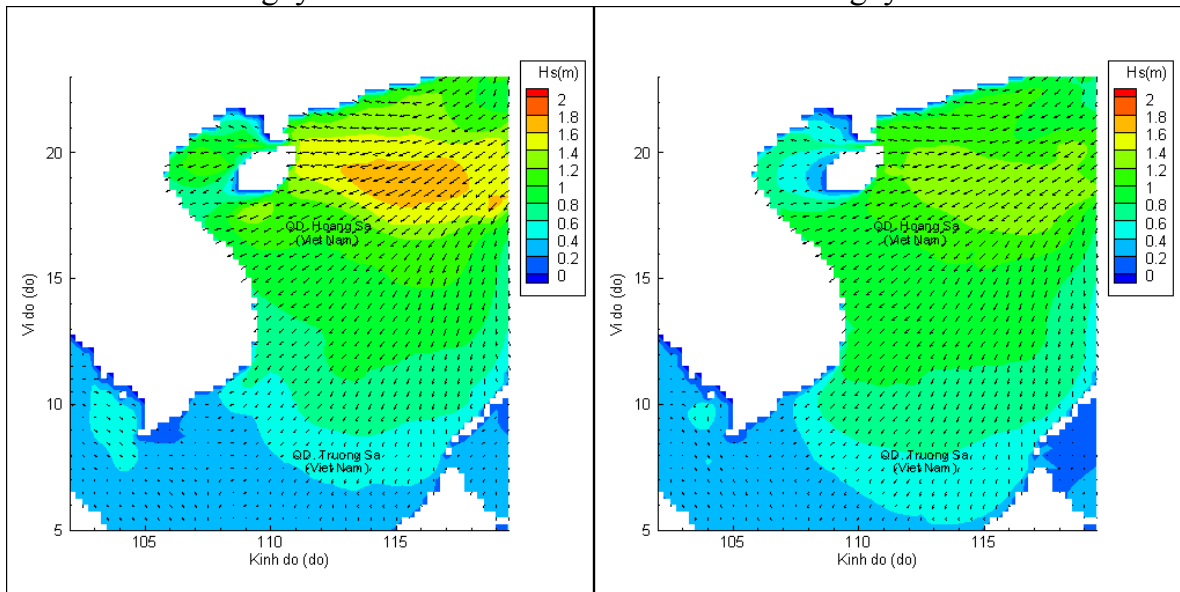 Hs(m)
2
1.8
1.6
1.4
1.2
1
0.8
0.6
0.4
0.2
0
20
15
10
5
Vi do (do)
QD. Hoang Sa
(Viet Nam)
QD. Truong Sa
(Viet Nam)
105
110
115
Kinh do (do)
Hs(m)
2
1.8
1.6
1.4
1.2
1
0.8
0.6
0.4
0.2
0
20
15
10
5
Vi do (do)
QD. Hoang Sa
(Viet Nam)
QD. Truong Sa
(Viet Nam)
105
110
115
Kinh do (do)